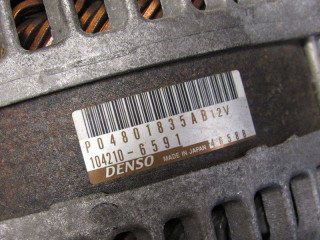 P04801835AB 12V
104210-6591
DENSO MADE IN JAPAN